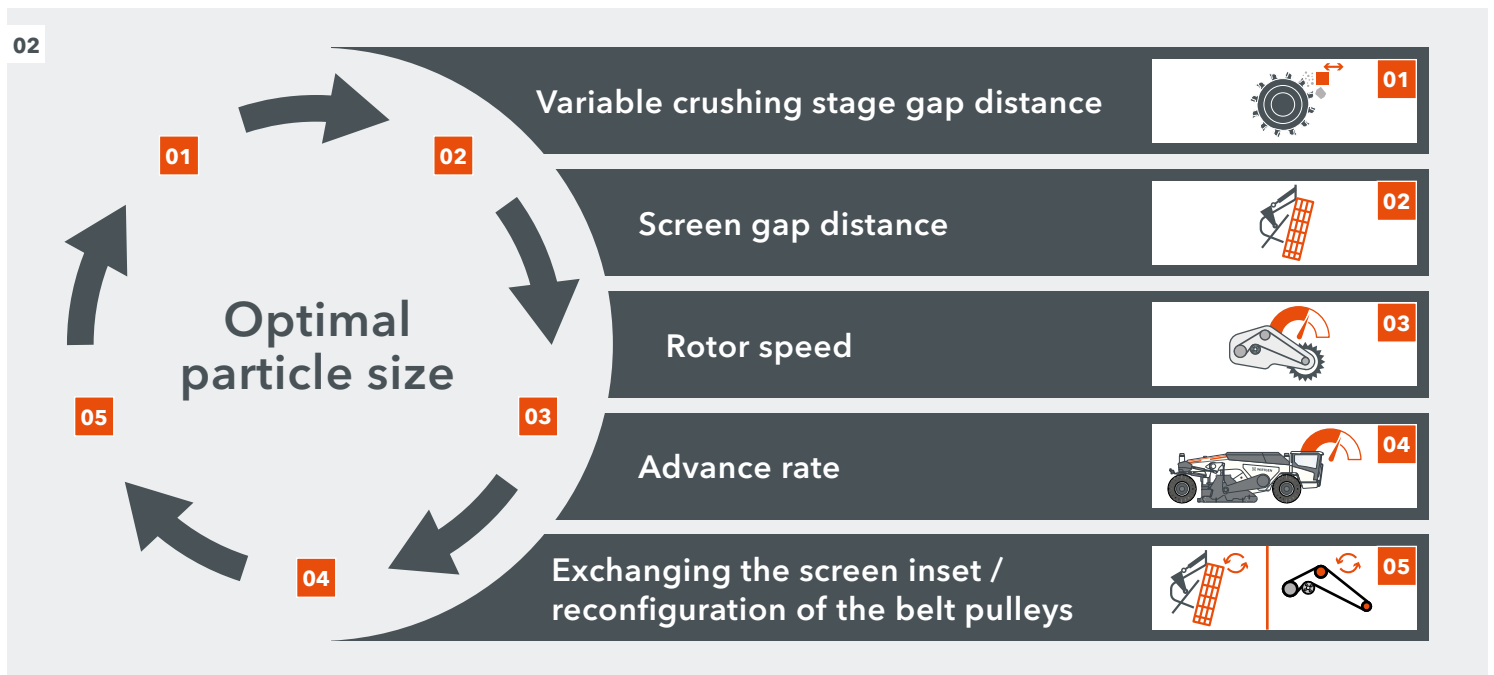 02
01
02
Optimal
particle size
05
03
04
Variable crushing stage gap distance
01
Screen gap distance
02
Rotor speed
03
Advance rate
04
Exchanging the screen inset /
reconfiguration of the belt pulleys
05